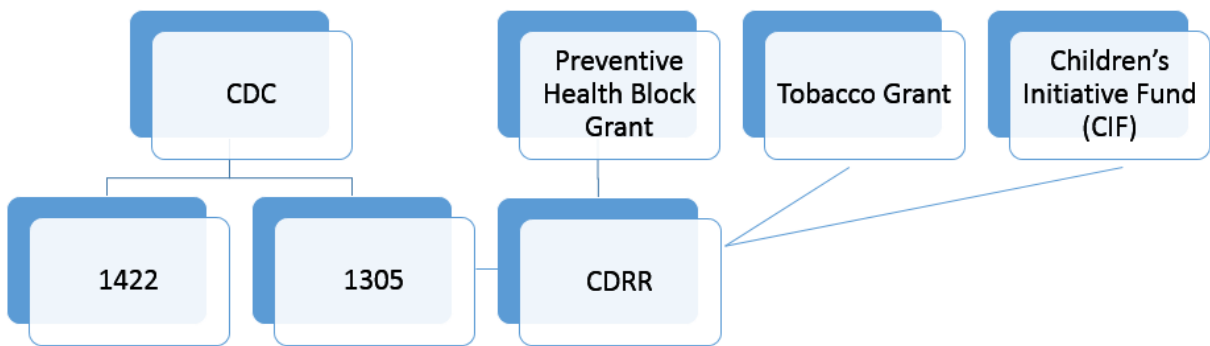 CDC
Preventive
Health Block
Grant
Tobacco Grant
Children’s
Initiative Fund
(CIF)
1422
1305
CDRR